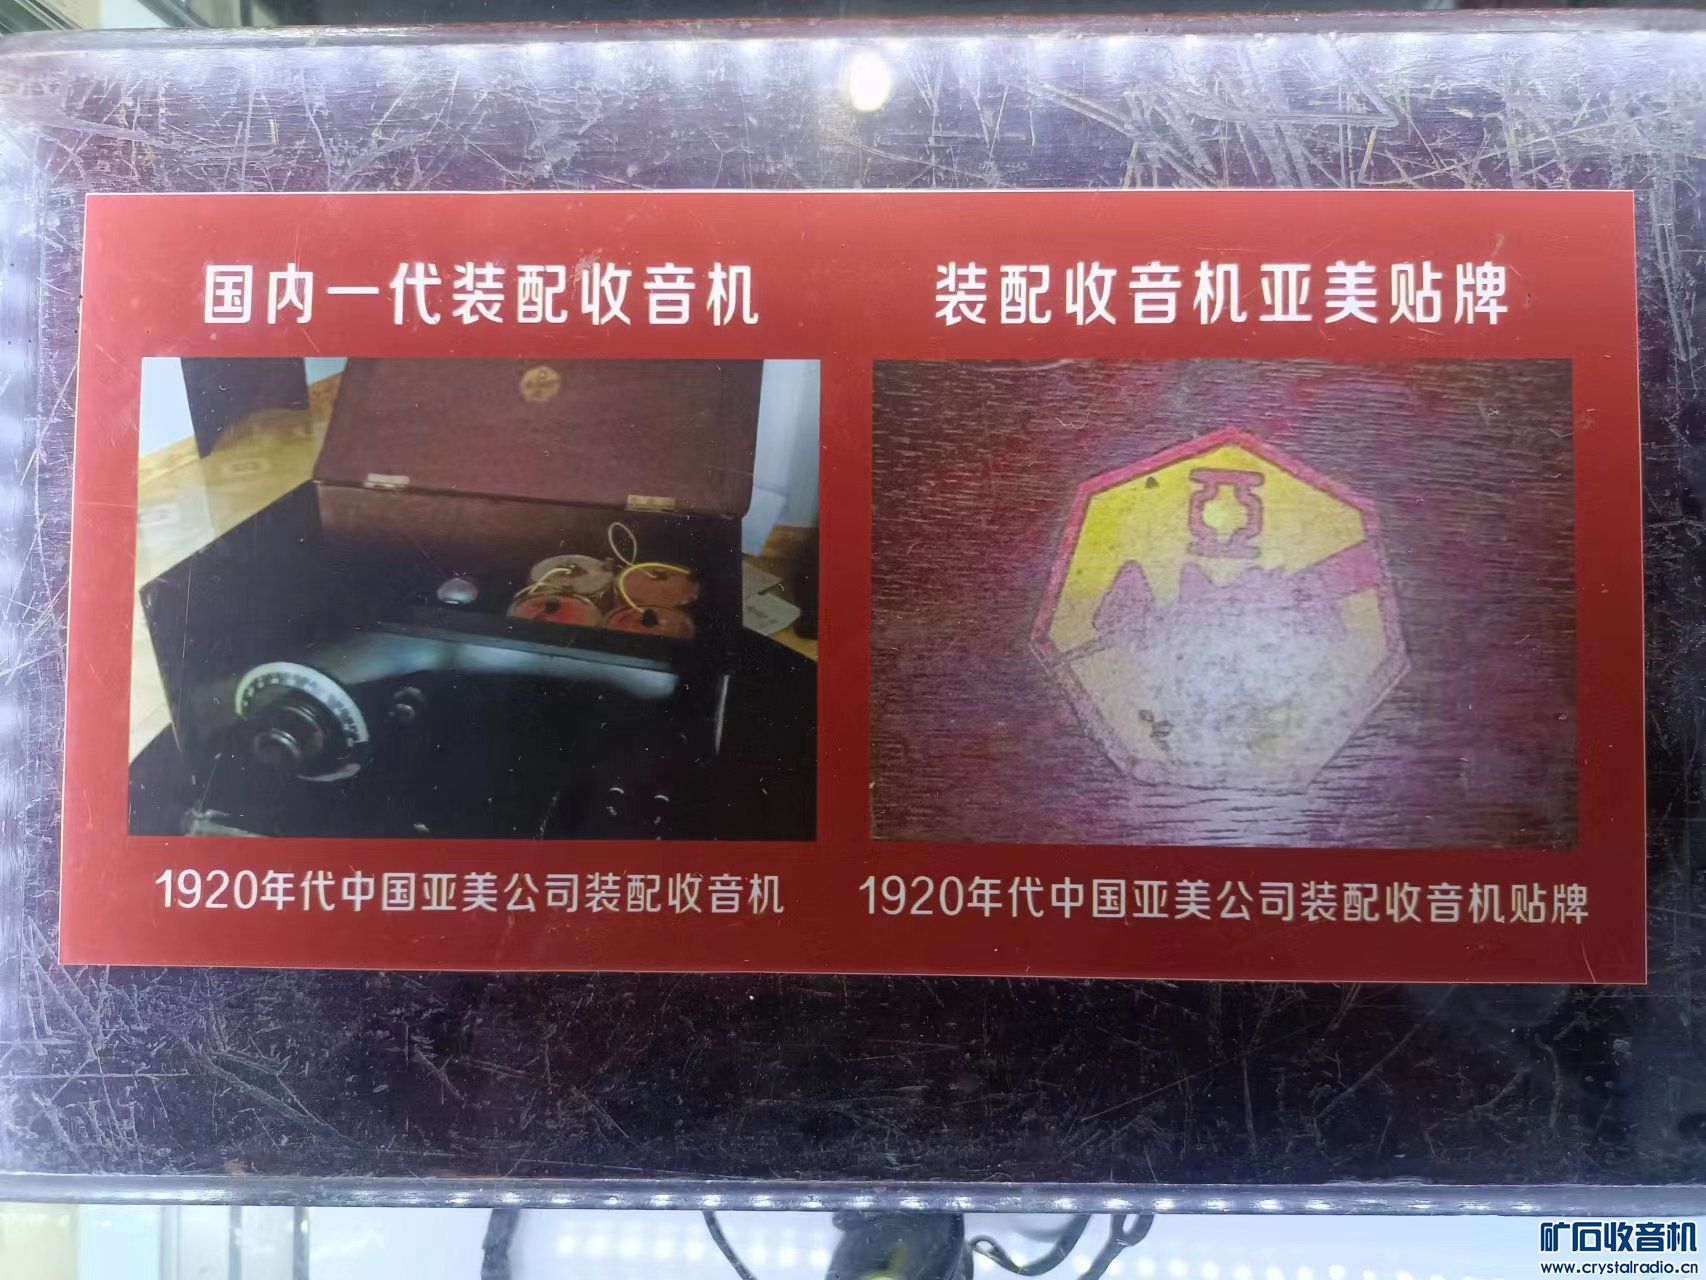 国内一代装配收音机
装配收音机亚美贴牌
亚
1920年代中国亚美公司装配收音机
1920年代中国亚美公司装配收音机贴牌
矿石收音机
www.crystalradio.cn